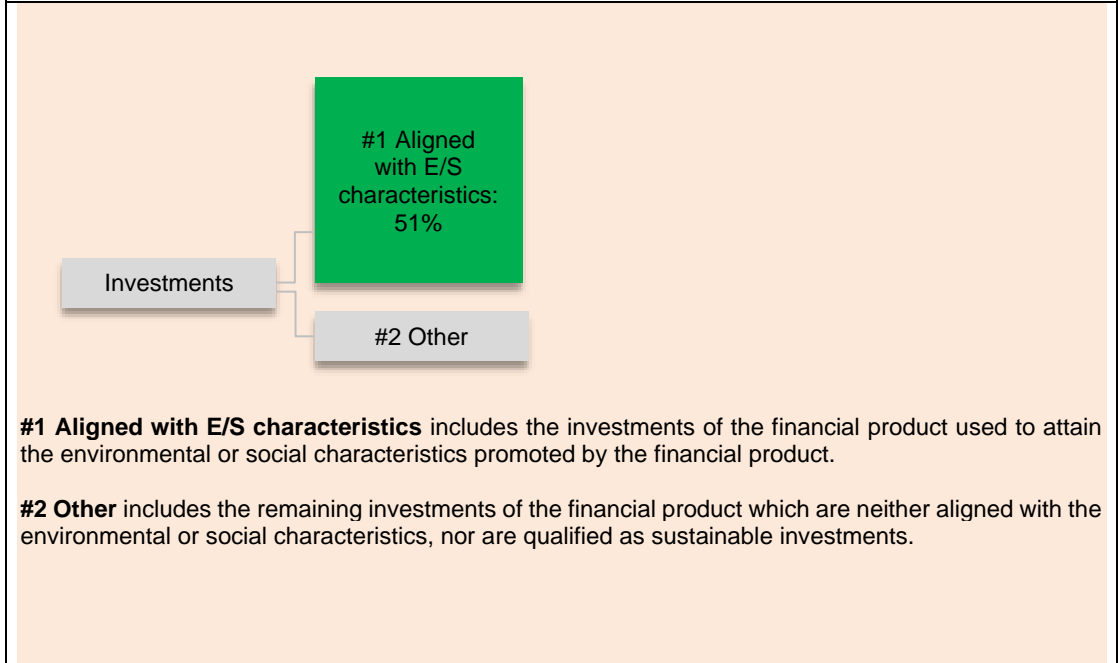 #1 Aligned
with E/S
characteristics:
51%
Investments
#2 Other
#1 Aligned with E/S characteristics includes the investments of the financial product used to attain
the environmental or social characteristics promoted by the financial product.
#2 Other includes the remaining investments of the financial product which are neither aligned with the
environmental or social characteristics, nor are qualified as sustainable investments.